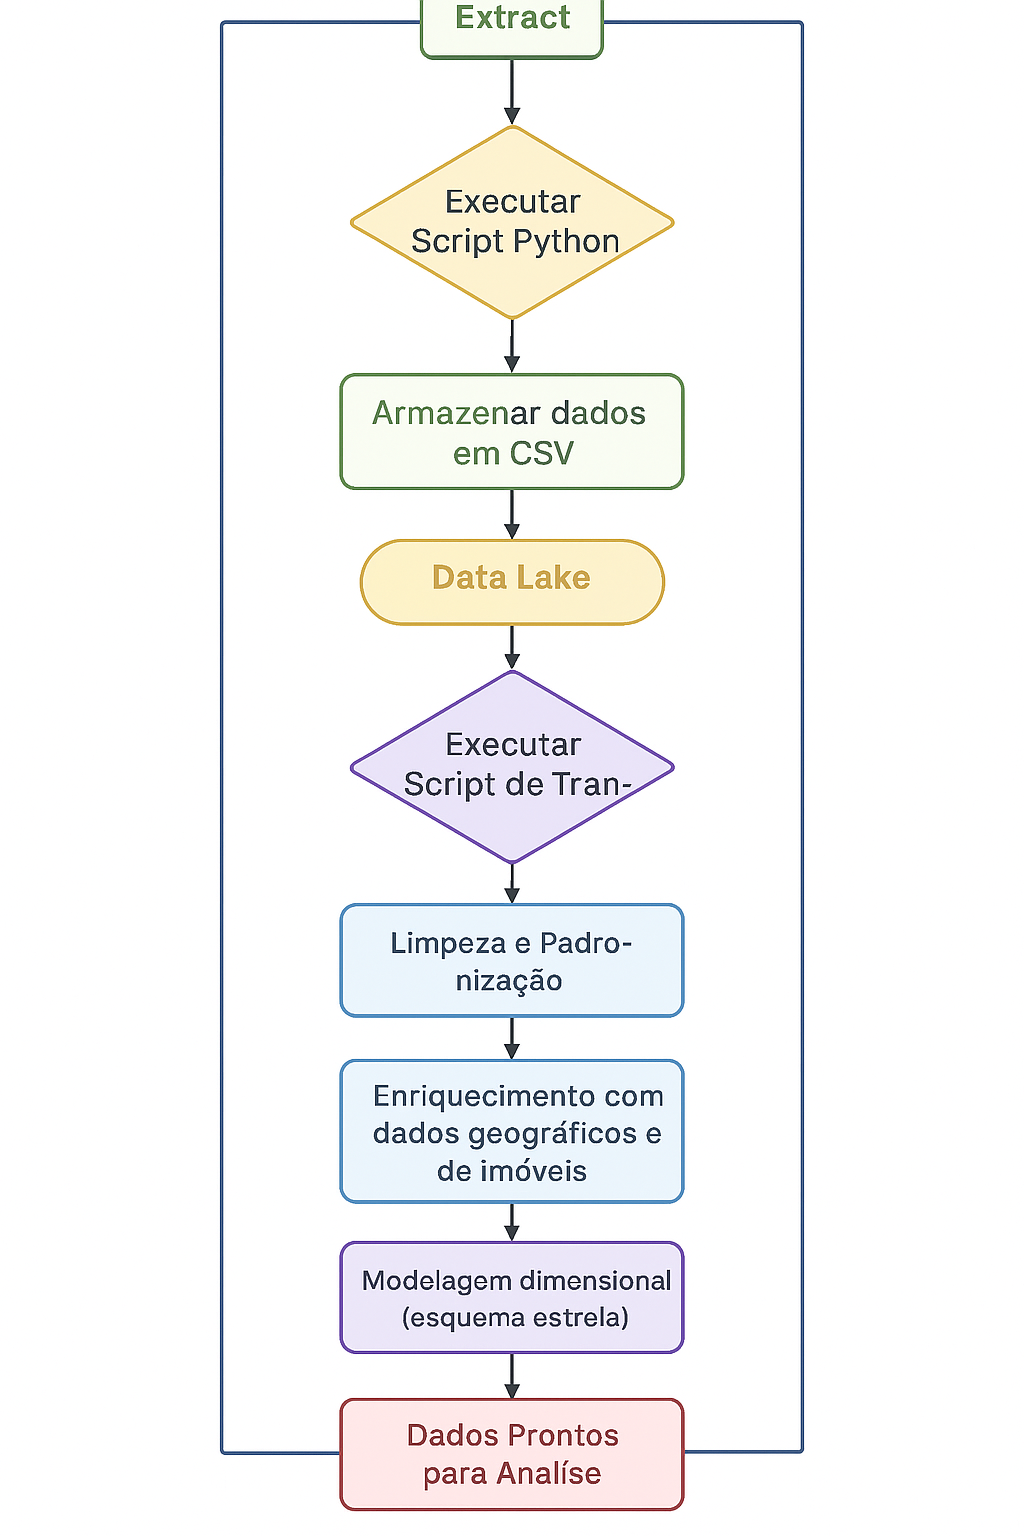 Extract
Executar
Script Python
Armazenar dados
em CSV
Data Lake
Executar
Script de Tran-
Limpeza e Padro-
nização
Enriquecimento com
dados geográficos e
de imóveis
Modelagem dimensional
(esquema estrela)
Dados Prontos
para Analíse